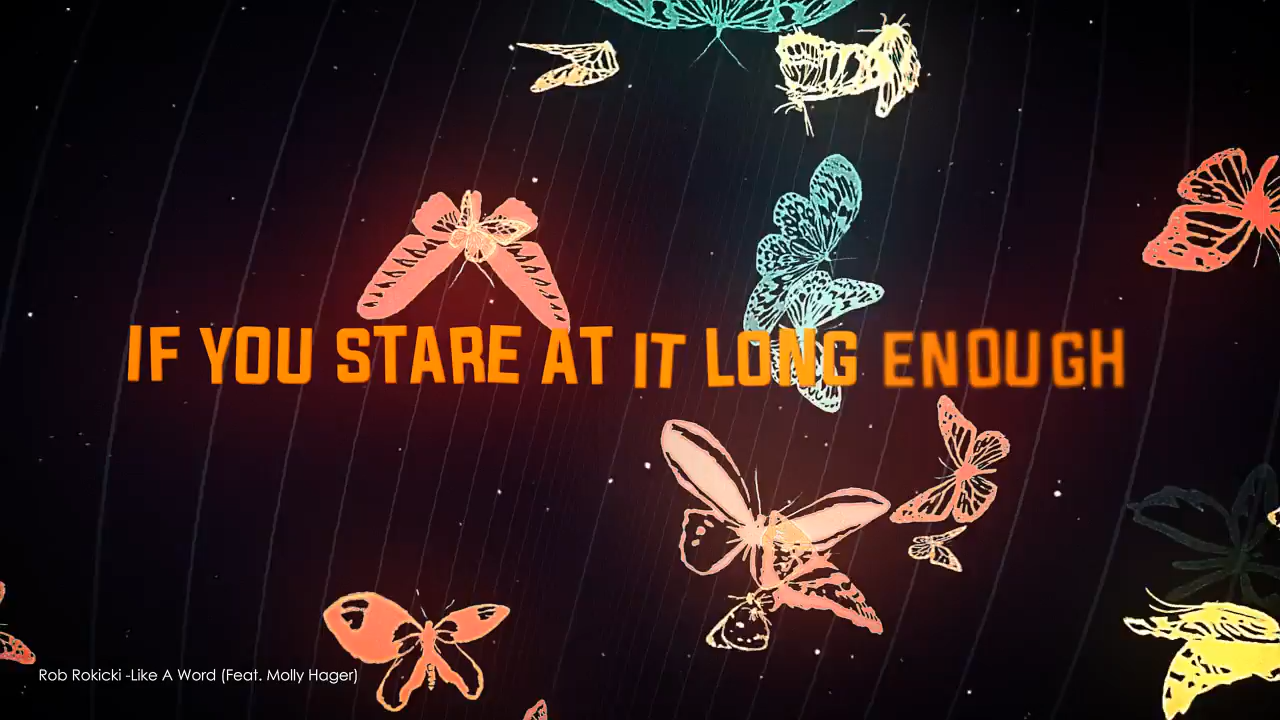 IF YOU STARE AT IT LONG ENOUGH
Rob Rokicki -Like A Word (Feat. Molly Hager)